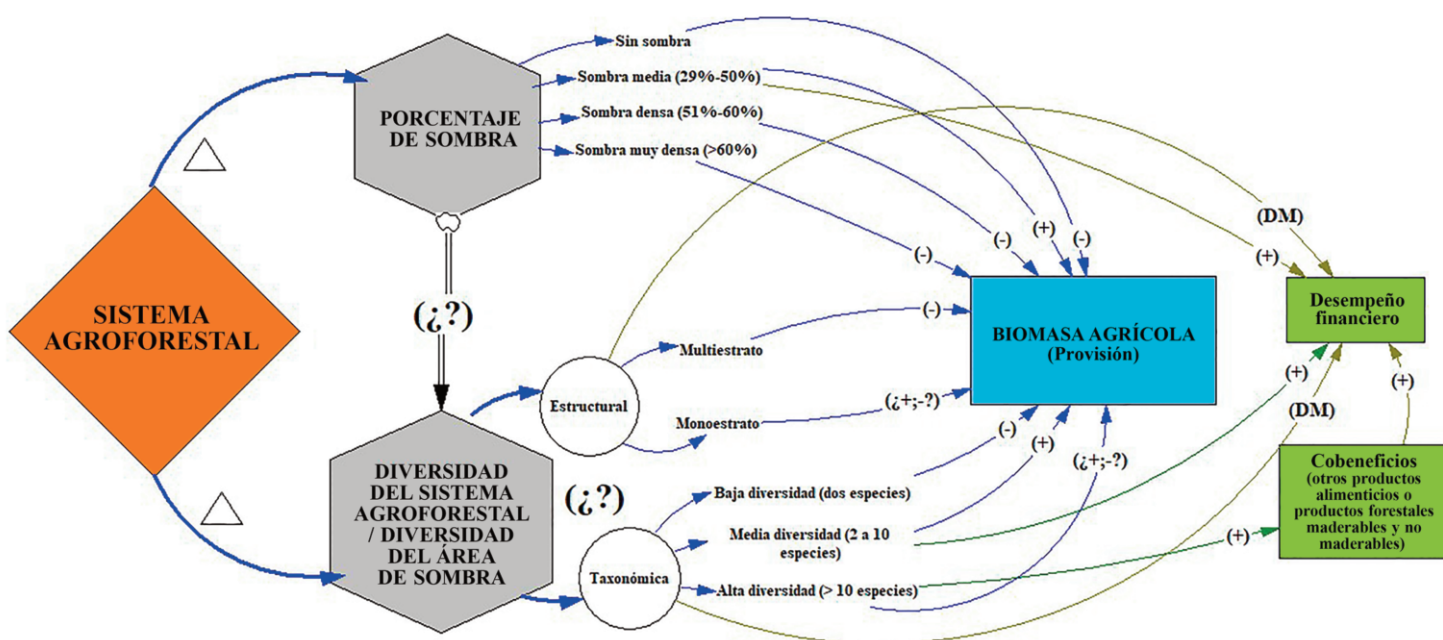 SISTEMA
AGROFORESTAL
PORCENTAJE
DE SOMBRA
Sin sombra
Sombra media (29%-50%)
Sombra densa (51%-60%)
Sombra muy densa (>60%)
(¿?)
DIVERSIDAD
DEL SISTEMA
AGROFORESTAL
/ DIVERSIDAD
DEL ÁREA
DE SOMBRA
(¿?)
Estructural
Multiestrato
Monoestrato
Taxonómica
Baja diversidad (dos especies)
Media diversidad (2 a 10
especies)
Alta diversidad (> 10 especies)
(-)
(-)
(+)
(-)
(-)
(¿+;-?)
(-)
(+)
(¿+;-?)
BIOMASA AGRÍCOLA
(Provisión)
(DM)
(+)
Desempeño
financiero
(+)
(DM)
(+)
(+)
Cobeneficios
(otros productos
alimenticios o
productos forestales
maderables y no
maderables)